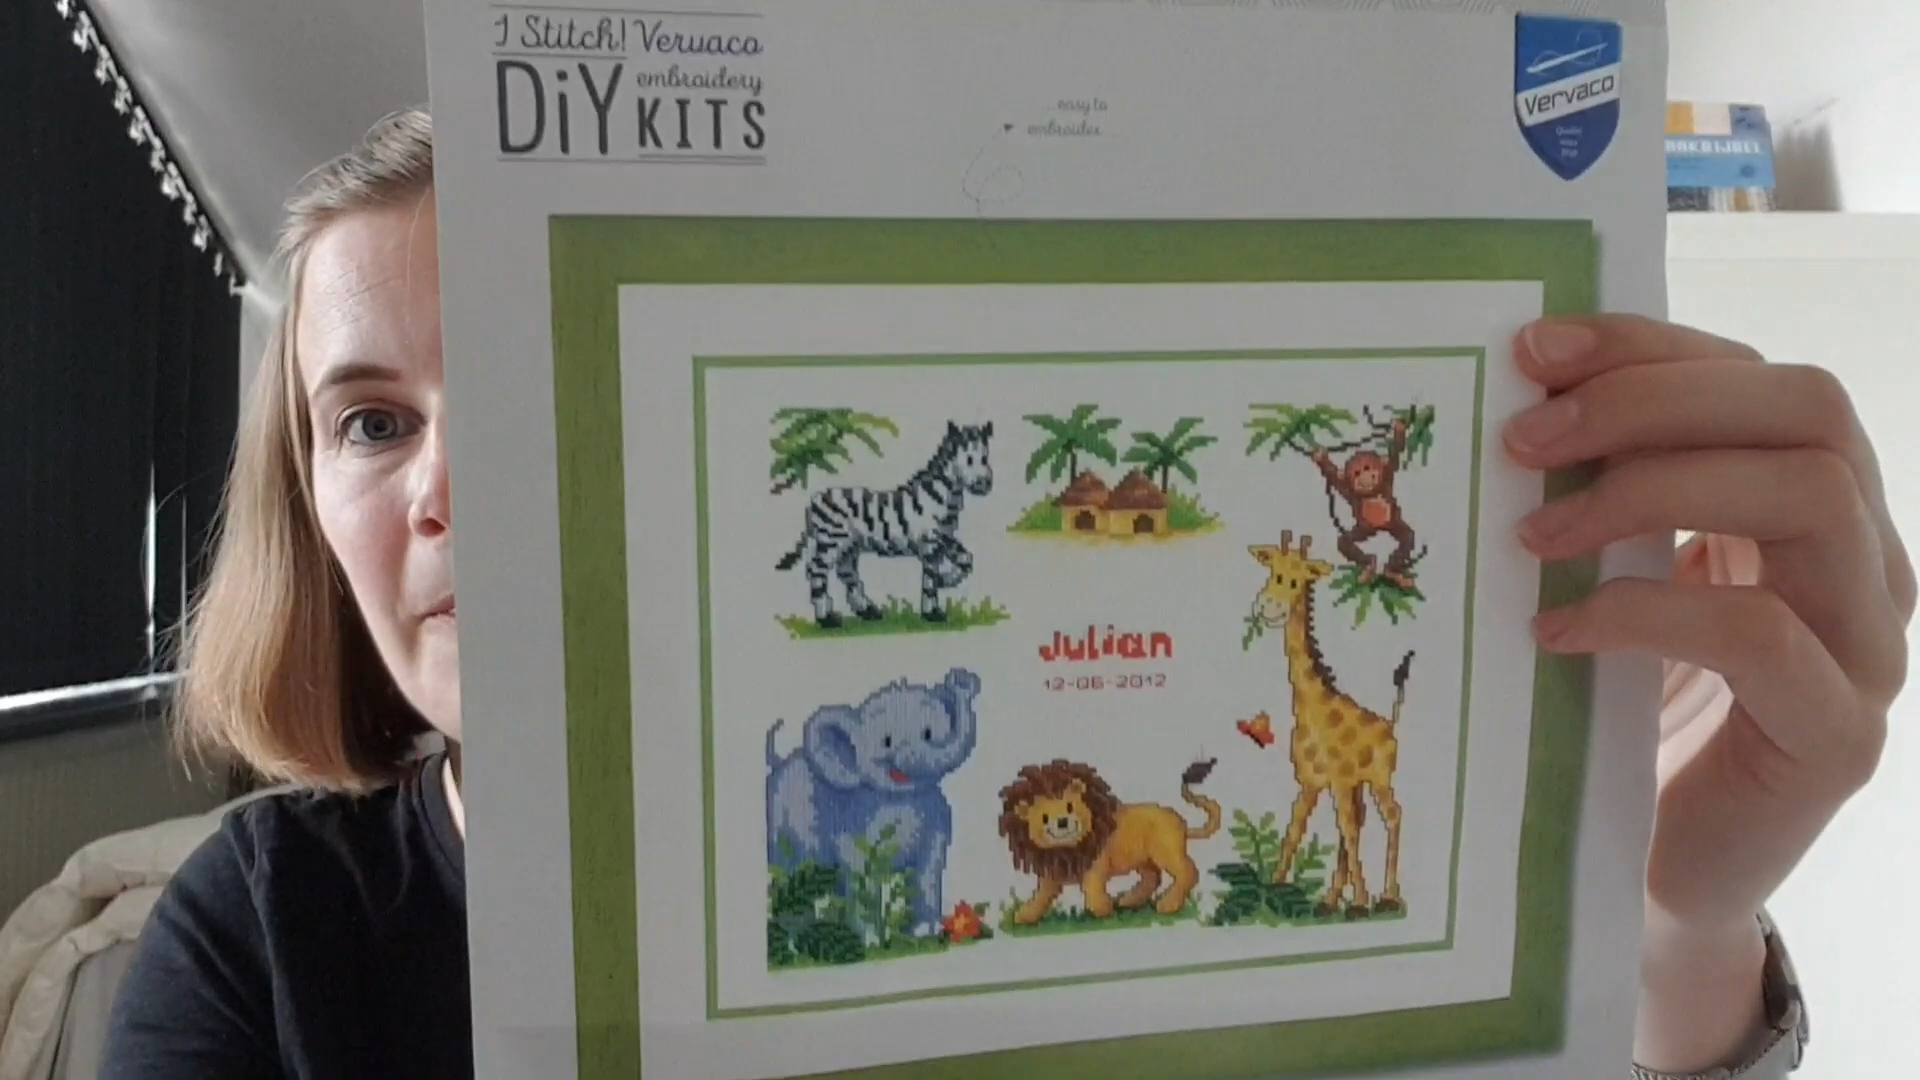 I Stitch! Vervaco
DiY embroidery
KITS
easy to
embroider
Vervaco
Julian
12-06-2012